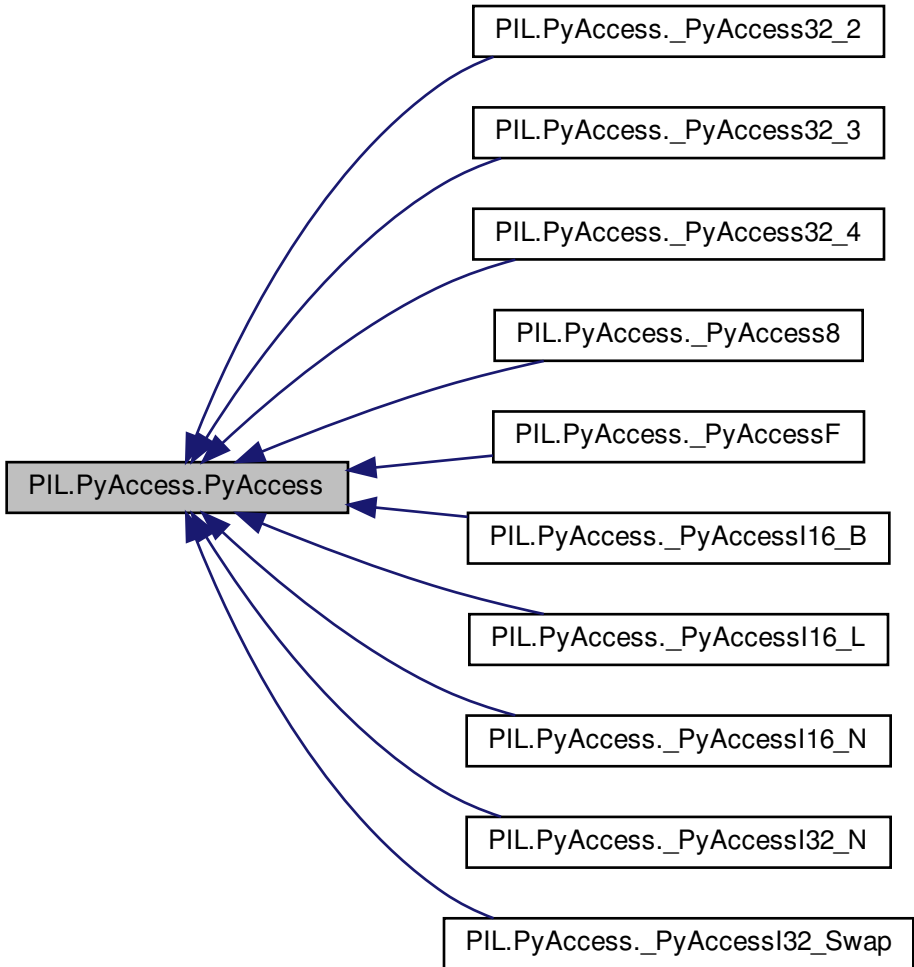 PIL.PyAccess._PyAccess32_2
PIL.PyAccess._PyAccess32_3
PIL.PyAccess._PyAccess32_4
PIL.PyAccess._PyAccess8
PIL.PyAccess._PyAccessF
PIL.PyAccess.PyAccess
PIL.PyAccess._PyAccessI16_B
PIL.PyAccess._PyAccessI16_L
PIL.PyAccess._PyAccessI16_N
PIL.PyAccess._PyAccessI32_N
PIL.PyAccess._PyAccessI32_Swap